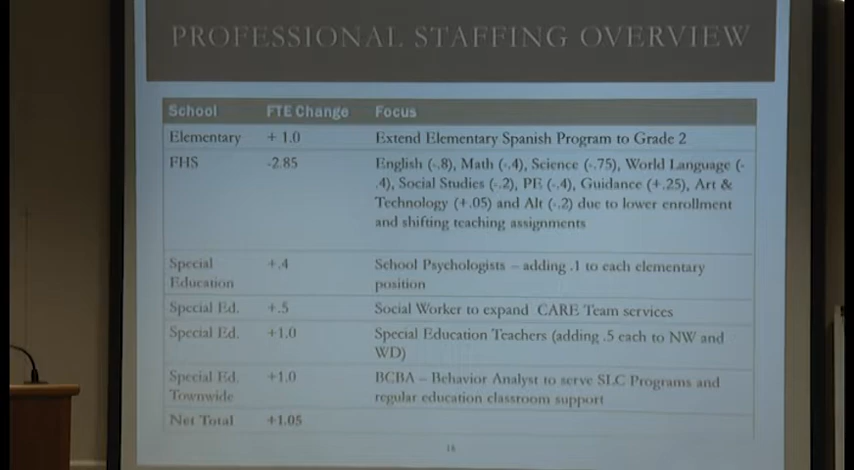 PROFESSIONAL STAFFING OVERVIEW
School FTE Change Focus
Elementary + 1.0 Extend Elementary Spanish Program to Grade 2
FHS -2.85 English (-.8), Math (-.4), Science (-.75), World Language (-
.4), Social Studies (-.2), PE (-.4), Guidance (+.25), Art &
Technology (+.05) and Alt (-.2) due to lower enrollment
and shifting teaching assignments
Special +.4 School Psychologists – adding .1 to each elementary
Education position
Special Ed. +.5 Social Worker to expand CARE Team services
Special Ed. +1.0 Special Education Teachers (adding .5 each to NW and
WD)
Special Ed. +1.0 BCBA – Behavior Analyst to serve SLC Programs and
Townwide regular education classroom support
Net Total +1.05